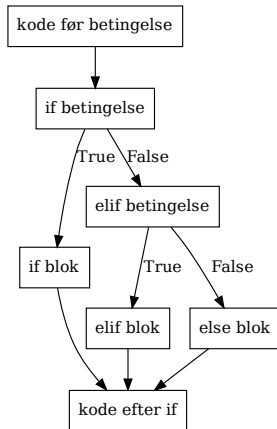 kode før betingelse
if betingelse
True
False
elif betingelse
if blok
True
False
elif blok
else blok
kode efter if